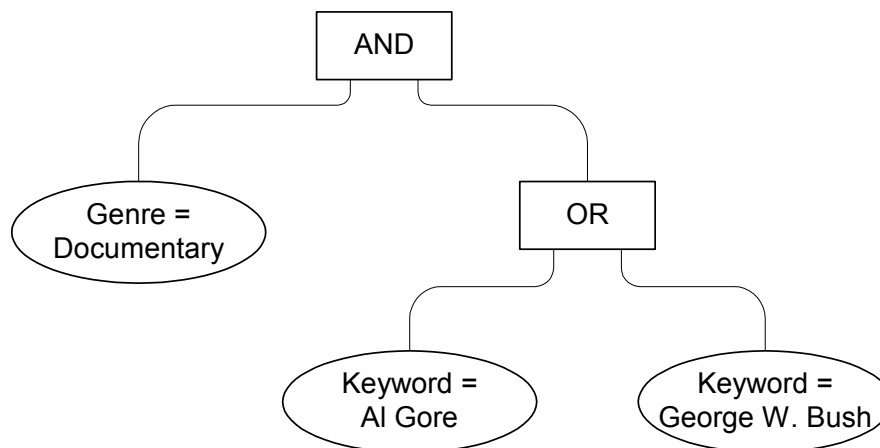 AND
Genre =
Documentary
OR
Keyword =
Al Gore
Keyword =
George W. Bush